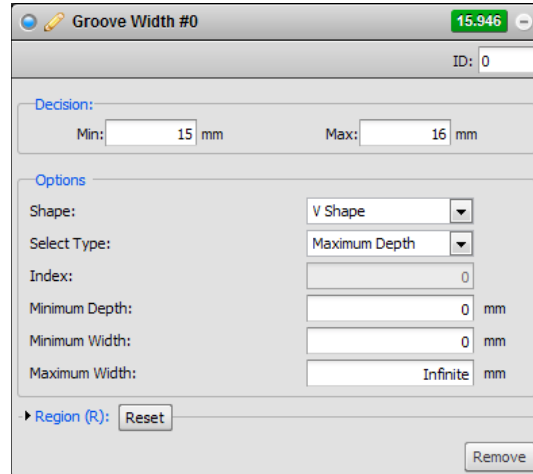 Groove Width #0 15.946
ID: 0
Decision:
Min: 15 mm Max: 16 mm
Options
Shape: V Shape
Select Type: Maximum Depth
Index: 0
Minimum Depth: 0 mm
Minimum Width: 0 mm
Maximum Width: Infinite mm
Region (R): Reset
Remove